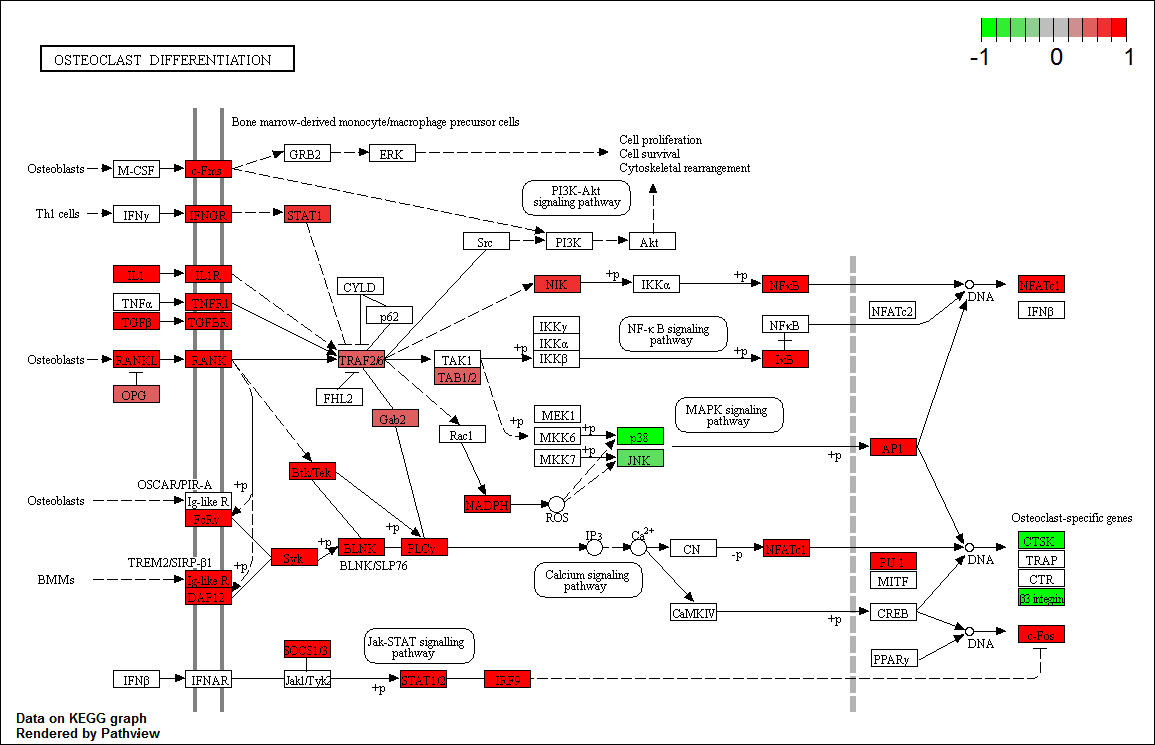 -1 0 1
OSTEOCLAST DIFFERENTIATION
Bone marrow-derived monocyte/macrophage precursor cells
Osteoblasts M-CSF c-Fms GRB2 ERK
Cell proliferation
Cell survival
Cytoskeletal rearrangement
PI3K-Akt
signaling pathway
Th1 cells IFNγ IFNGR STAT1
Src PI3K Akt
IL1 IL1R
CYLD
p62
NIK +p IKKα +p NFκB
DNA
NFATc1
IFNβ
TNFα TNFR1
TGFβ TGFBR
NFATc2
IKKγ
IKKα
IKKβ
NF-κ B signaling
pathway
NFκB
Osteoblasts RANKL RANK TRAF2/6 TAK1
TAB1/2
+p +p IκB
OPG
FHL2
Gab2
Rac1
+p
MEK1
MKK6 +p p38
MKK7 +p JNK
MAPK signaling
pathway
+p AP1
Btk/Tek
OSCAR/PIR-A +p
Osteoblasts Ig-like R
FcRγ
NADPH ROS
+p
Syk +p BLNK PLCγ
BLNK/SLP76
IP3 Ca2+ CN -p NFATc1
Calcium signaling
pathway
PU.1
MITF
DNA
Osteoclast-specific genes
CTSK
TRAP
CTR
β3 integrin
TREM2/SIRP-β1 +p
BMMs Ig-like R
DAP12
CaMKIV +p CREB
DNA
c-Fos
PPARγ
SOCS1/3
Jak-STAT signalling
pathway
IFNβ IFNAR Jak1/Tyk2 +p STAT1/2 IRF9
Data on KEGG graph
Rendered by Pathview